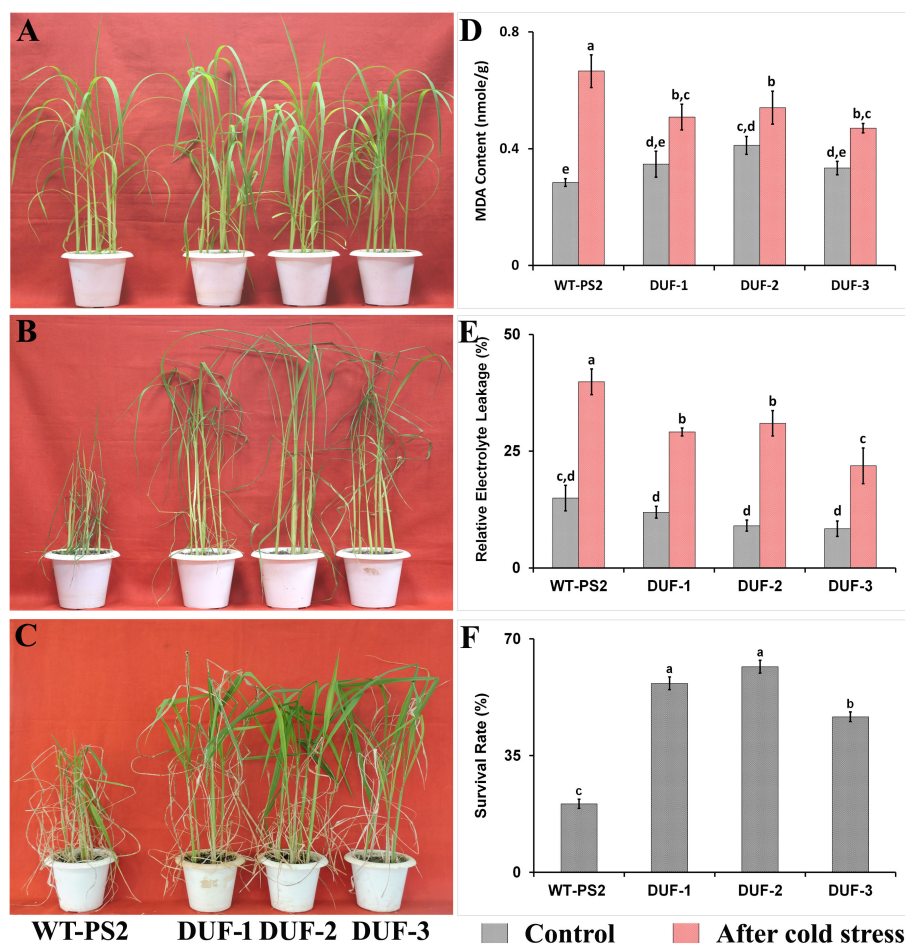 A
B
C
WT-PS2 DUF-1 DUF-2 DUF-3
D
MDA Content (nmole/g)
0.8
0.4
0
e
a
d,e
b,c
c,d
b
d,e
b,c
WT-PS2 DUF-1 DUF-2 DUF-3
E
Relative Electrolyte Leakage (%)
50
25
0
c,d
a
d
b
d
b
d
c
WT-PS2 DUF-1 DUF-2 DUF-3
F
Survival Rate (%)
70
35
0
c
a
a
b
WT-PS2 DUF-1 DUF-2 DUF-3
Control After cold stress